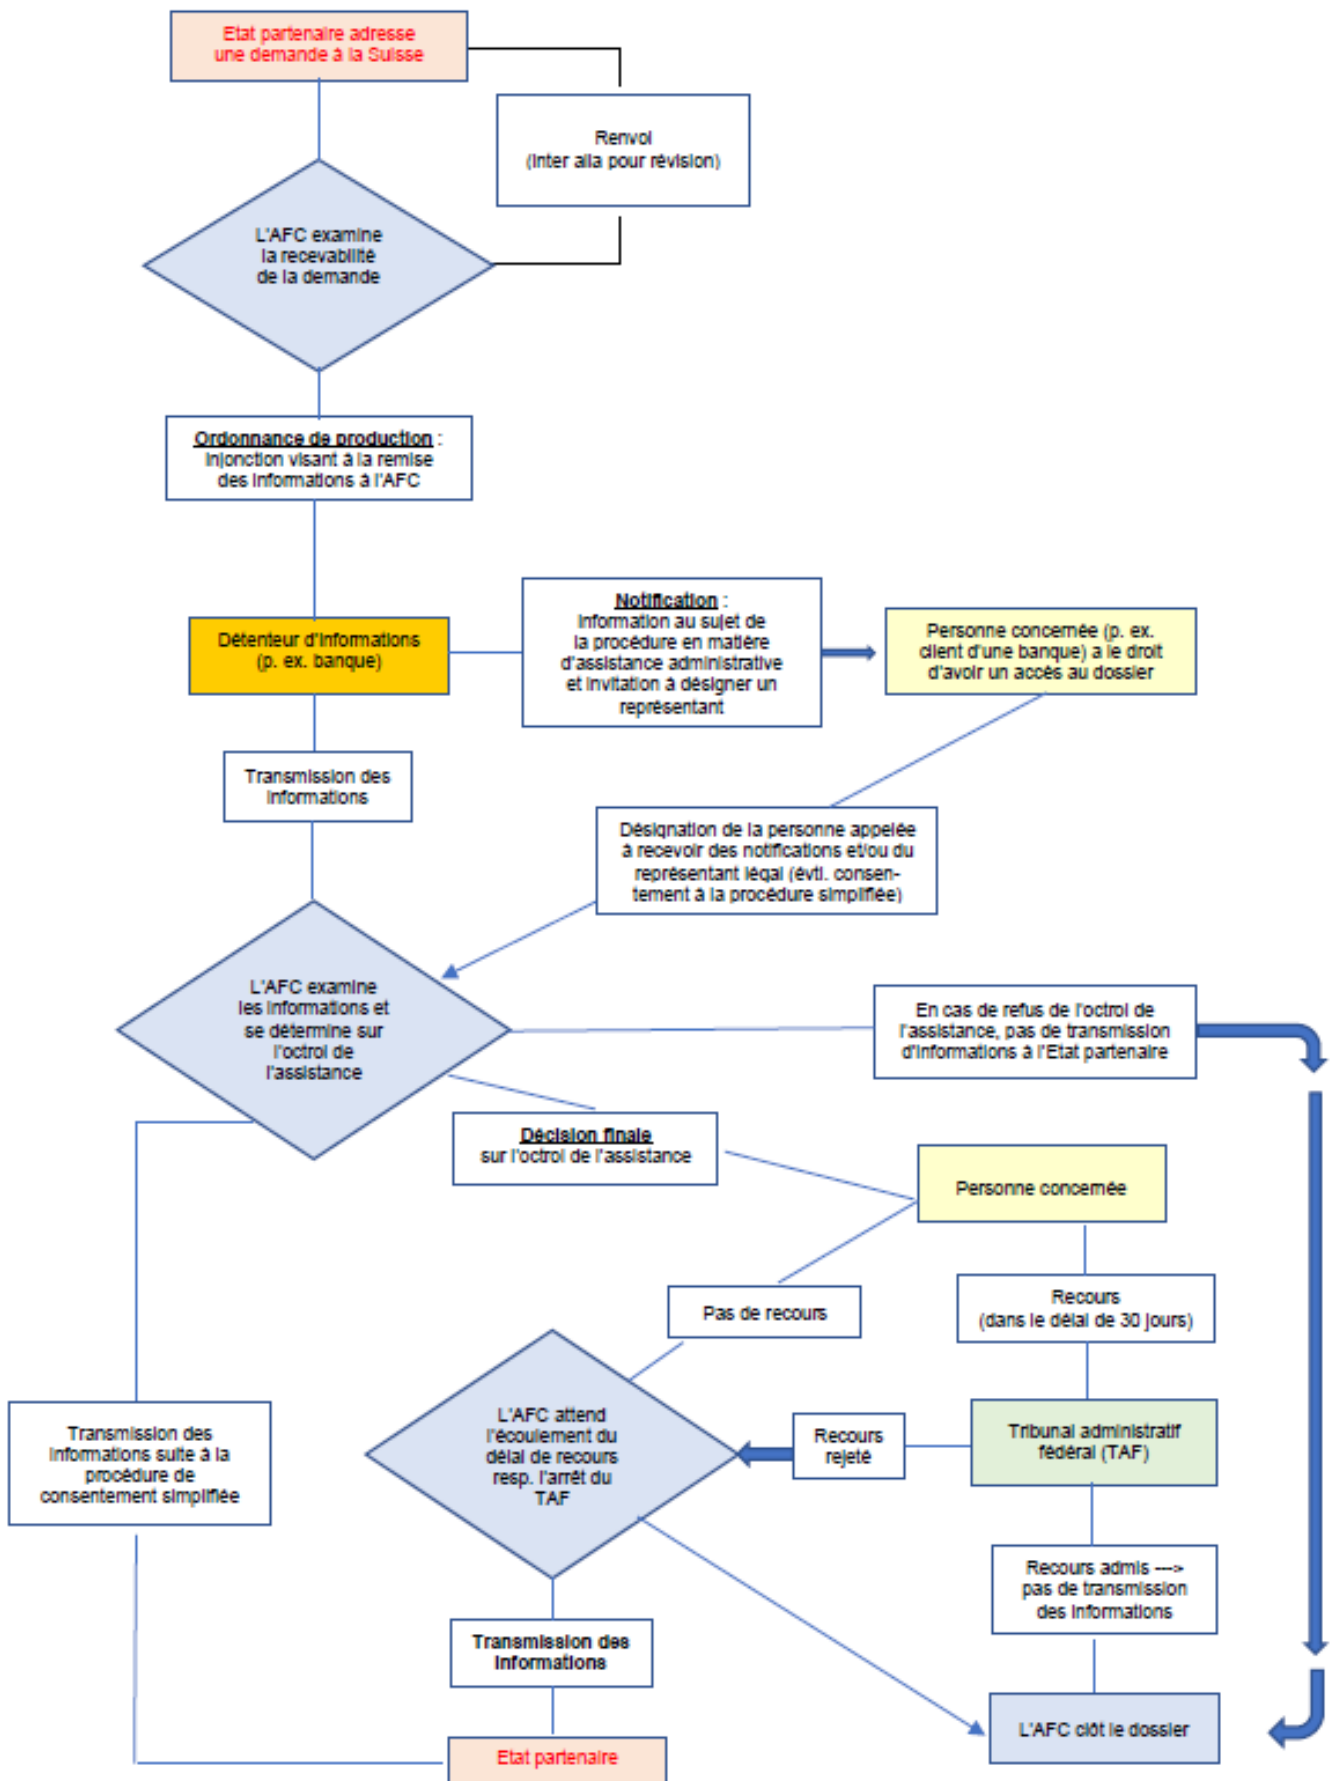 Etat partenaire adresse
une demande à la Suisse
Renvoi
(inter alia pour révision)
L'AFC examine
la recevabilité
de la demande
Ordonnance de production :
Injonction visant à la remise
des informations à l'AFC
Détenteur d'informations
(p. ex. banque)
Notification :
Information au sujet de
la procédure en matière
d'assistance administrative
et invitation à désigner un
représentant
Personne concernée (p. ex.
client d'une banque) a le droit
d'avoir un accès au dossier
Transmission des
informations
Désignation de la personne appelée
à recevoir des notifications et/ou du
représentant légal (évtl. consen-
tement à la procédure simplifiée)
L'AFC examine
les informations et
se détermine sur
l'octroi de
l'assistance
En cas de refus de l'octroi de
l'assistance, pas de transmission
d'informations à l'Etat partenaire
Décision finale
sur l'octroi de l'assistance
Personne concernée
Pas de recours
Recours
(dans le délai de 30 jours)
Transmission des
informations suite à la
procédure de
consentement simplifiée
L'AFC attend
l'écoulement du
délai de recours
resp. l'arrêt du
TAF
Recours
rejeté
Tribunal administratif
fédéral (TAF)
Recours admis --->
pas de transmission
des informations
Transmission des
informations
Etat partenaire
L'AFC clôt le dossier